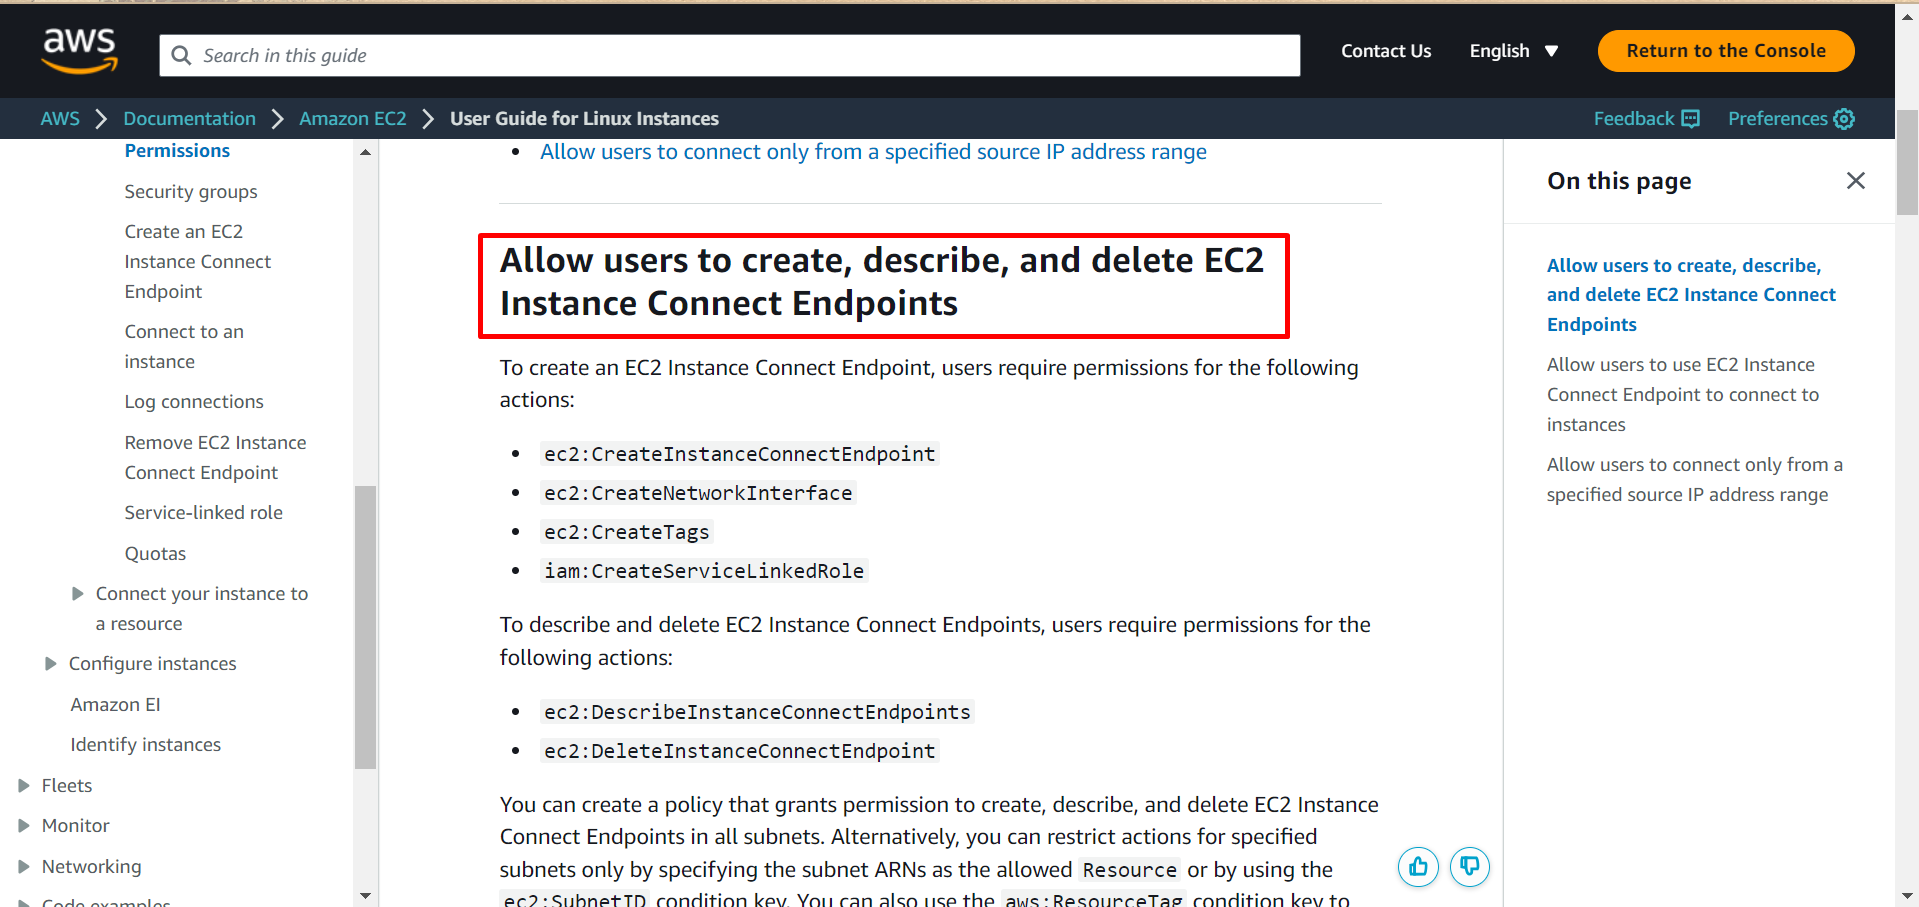 aws
Search in this guide
Contact Us
English
Return to the Console
AWS
Documentation
Amazon EC2
User Guide for Linux Instances
Feedback
Preferences
Permissions
Security groups
Create an EC2
Instance Connect
Endpoint
Connect to an
instance
Log connections
Remove EC2 Instance
Connect Endpoint
Service-linked role
Quotas
Connect your instance to
a resource
Configure instances
Amazon EI
Identify instances
Fleets
Monitor
Networking
Code examples
Allow users to connect only from a specified source IP address range
Allow users to create, describe, and delete EC2
Instance Connect Endpoints
To create an EC2 Instance Connect Endpoint, users require permissions for the following
actions:
ec2:CreateInstanceConnectEndpoint
ec2:CreateNetworkInterface
ec2:CreateTags
iam:CreateServiceLinkedRole
To describe and delete EC2 Instance Connect Endpoints, users require permissions for the
following actions:
ec2:DescribeInstanceConnectEndpoints
ec2:DeleteInstanceConnectEndpoint
You can create a policy that grants permission to create, describe, and delete EC2 Instance
Connect Endpoints in all subnets. Alternatively, you can restrict actions for specified
subnets only by specifying the subnet ARNs as the allowed Resource or by using the
ec2:SubnetID condition key. You can also use the aws:ResourceTag condition key to
On this page
Allow users to create, describe,
and delete EC2 Instance Connect
Endpoints
Allow users to use EC2 Instance
Connect Endpoint to connect to
instances
Allow users to connect only from a
specified source IP address range